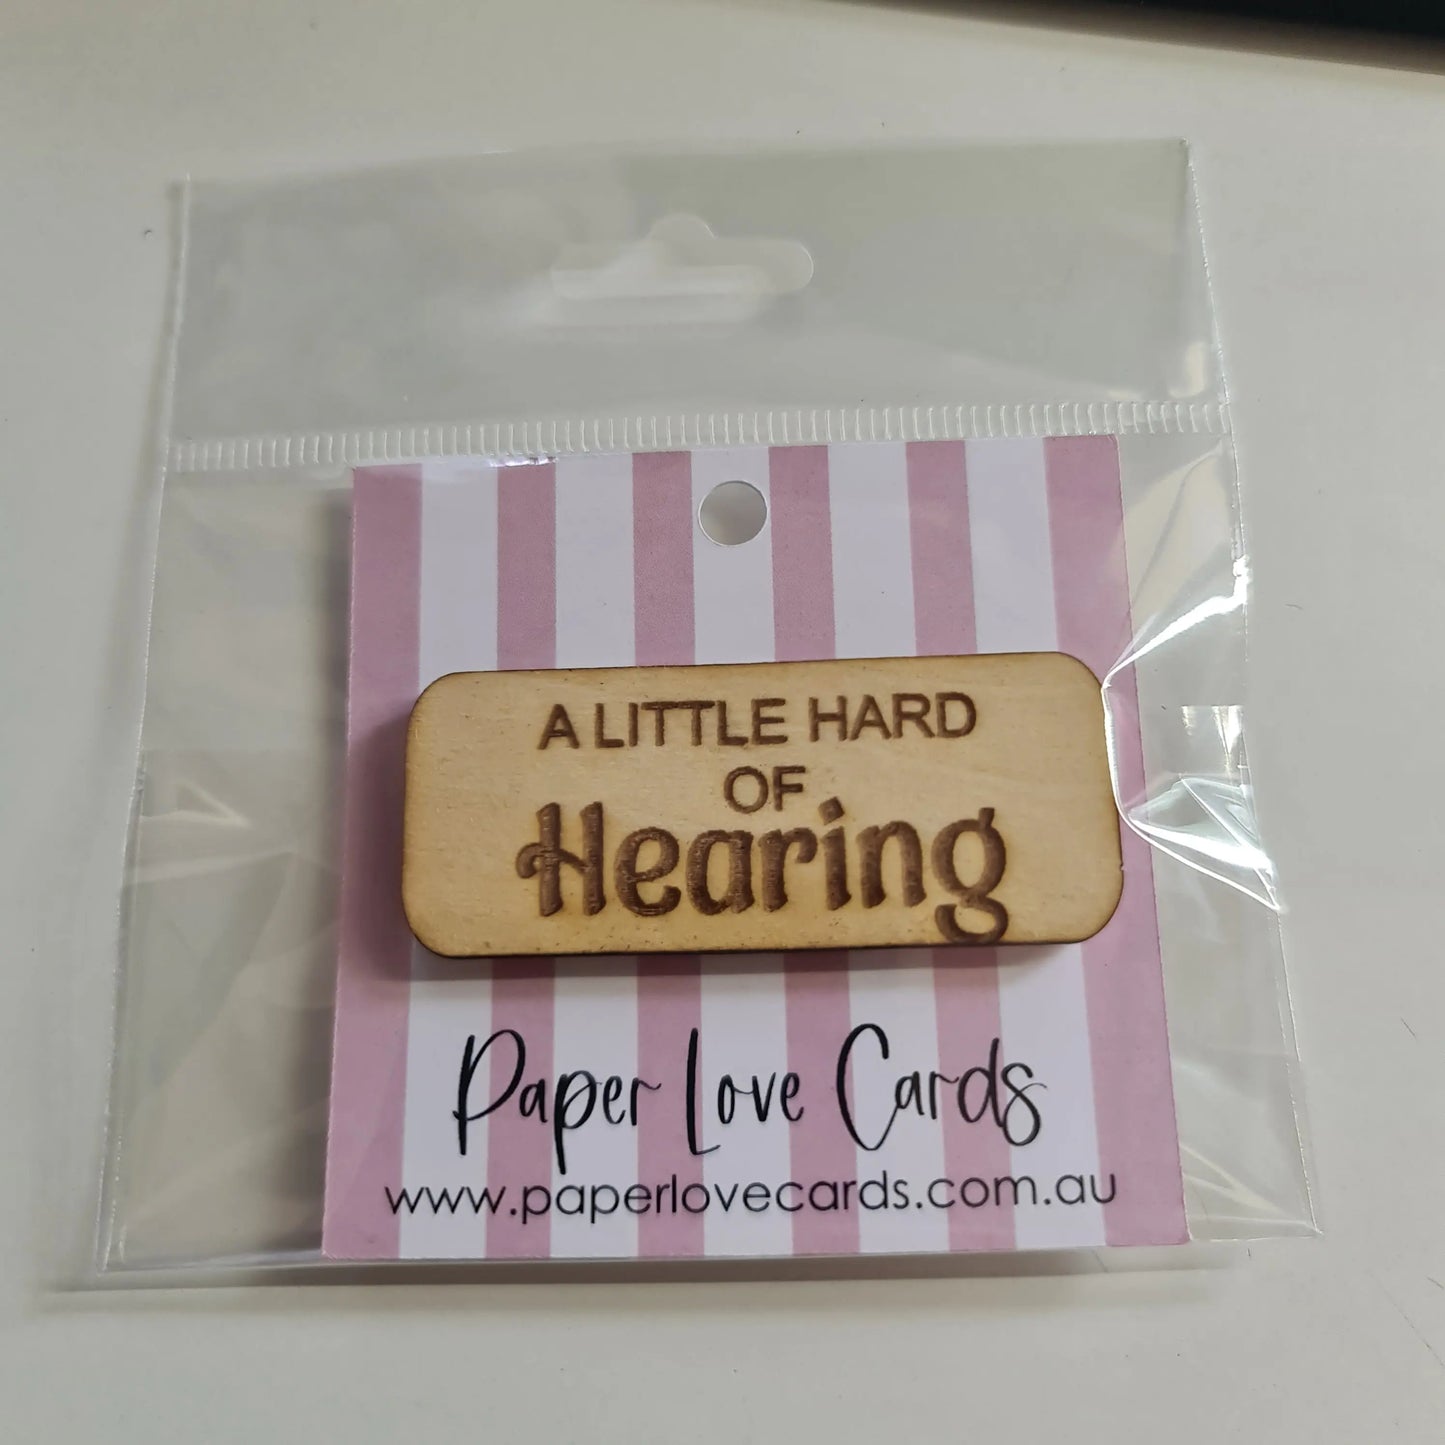 A LITTLE HARD
OF
Hearing
Paper Love Cards
www.paperlovecards.com.au